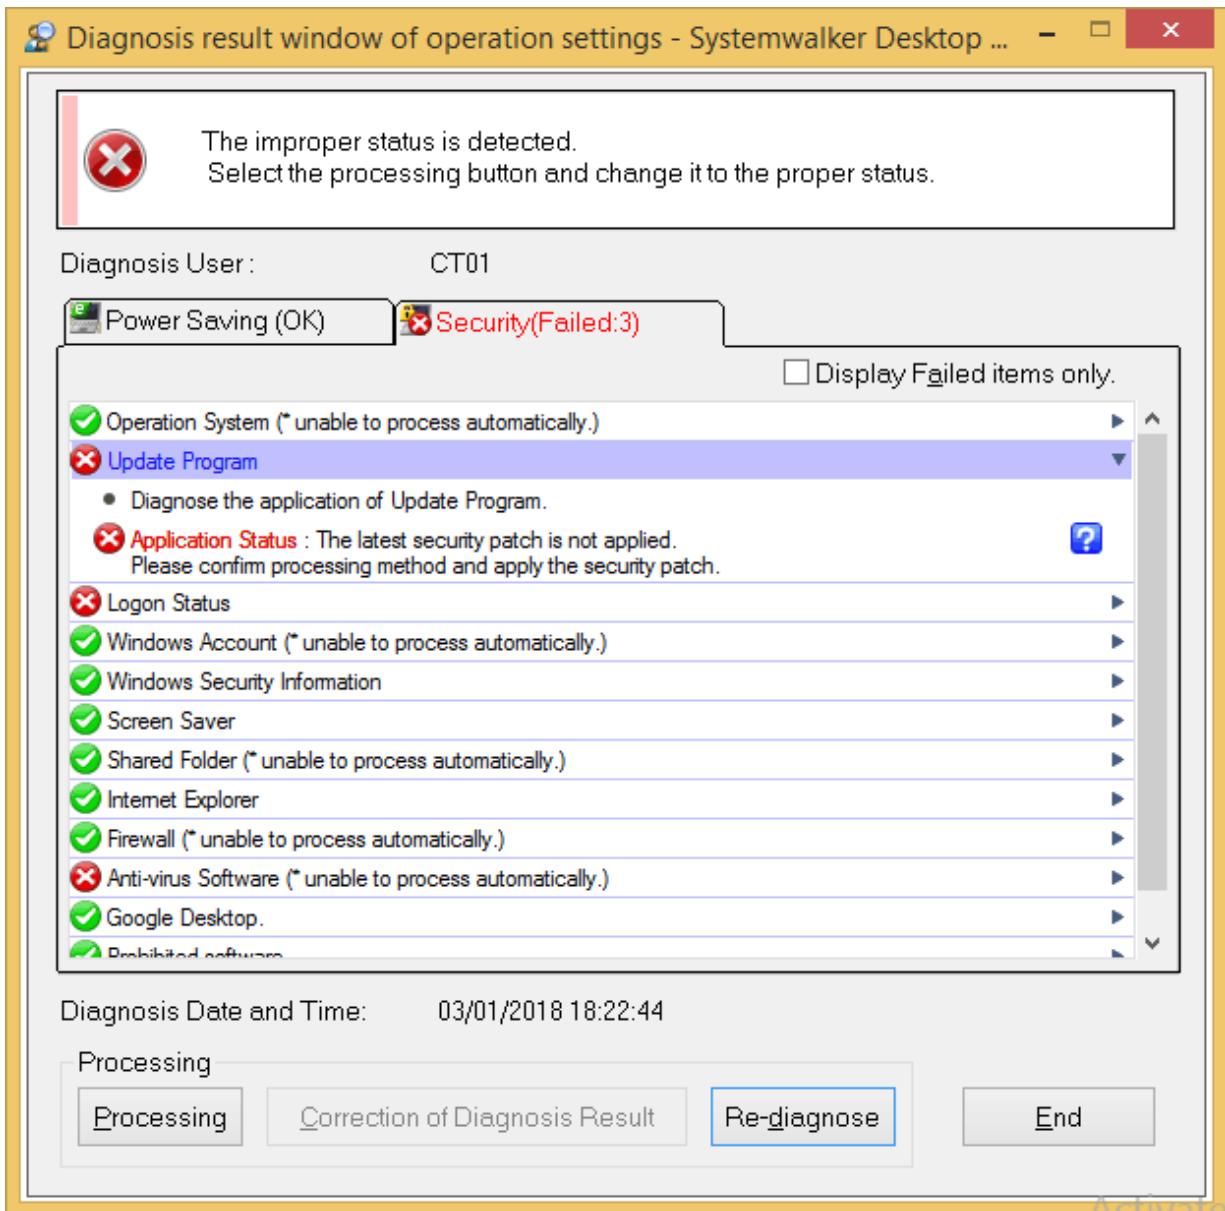 Diagnosis result window of operation settings - Systemwalker Desktop ...
The improper status is detected.
Select the processing button and change it to the proper status.
Diagnosis User : CT01
Power Saving (OK) Security(Failed:3)
Display Failed items only.
Operation System (* unable to process automatically.)
Update Program
Diagnose the application of Update Program.
Application Status : The latest security patch is not applied.
Please confirm processing method and apply the security patch.
Logon Status
Windows Account (* unable to process automatically.)
Windows Security Information
Screen Saver
Shared Folder (* unable to process automatically.)
Internet Explorer
Firewall (* unable to process automatically.)
Anti-virus Software (* unable to process automatically.)
Google Desktop.
Prohibited software
Diagnosis Date and Time: 03/01/2018 18:22:44
Processing
Processing Correction of Diagnosis Result Re-diagnose End
Activate